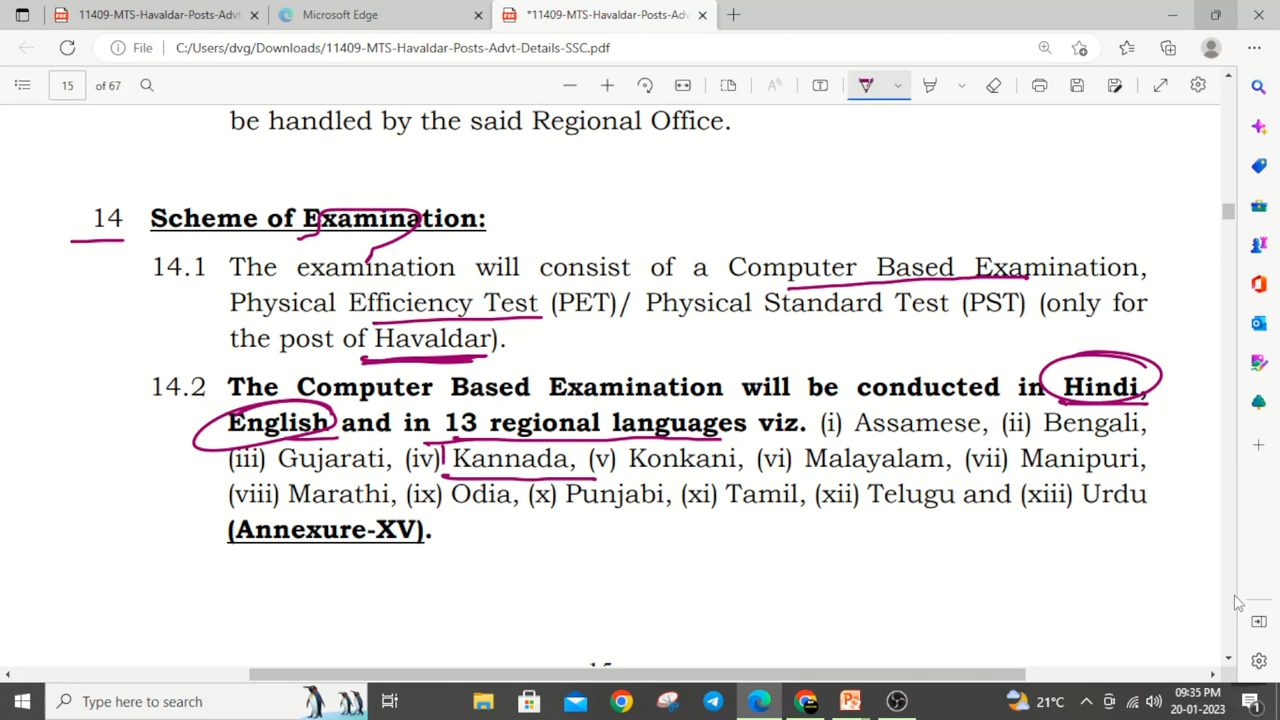 11409-MTS-Havaldar-Posts-Advt
Microsoft Edge
*11409-MTS-Havaldar-Posts-Adv
File
C:/Users/dvg/Downloads/11409-MTS-Havaldar-Posts-Advt-Details-SSC.pdf
15 of 67
be handled by the said Regional Office.
14 Scheme of Examination:
14.1 The examination will consist of a Computer Based Examination,
Physical Efficiency Test (PET)/ Physical Standard Test (PST) (only for
the post of Havaldar).
14.2 The Computer Based Examination will be conducted in Hindi,
English and in 13 regional languages viz. (i) Assamese, (ii) Bengali,
(iii) Gujarati, (iv) Kannada, (v) Konkani, (vi) Malayalam, (vii) Manipuri,
(viii) Marathi, (ix) Odia, (x) Punjabi, (xi) Tamil, (xii) Telugu and (xiii) Urdu
(Annexure-XV).
Type here to search
21°C
09:35 PM
20-01-2023